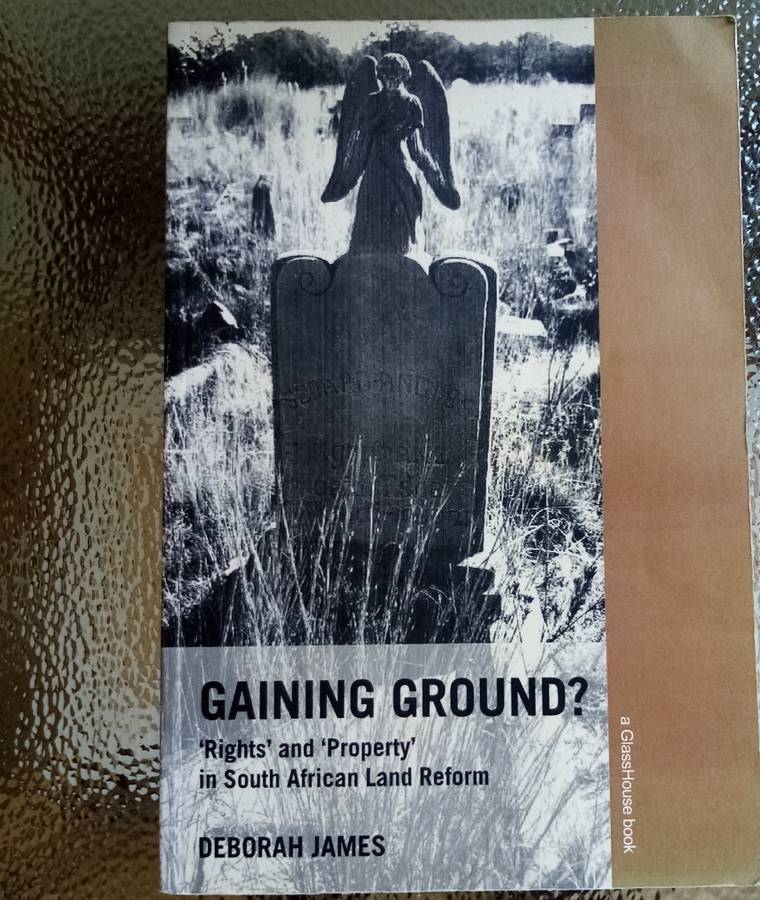 GAINING GROUND?
‘Rights’ and ‘Property’
in South African Land Reform
DEBORAH JAMES
a GlassHouse book